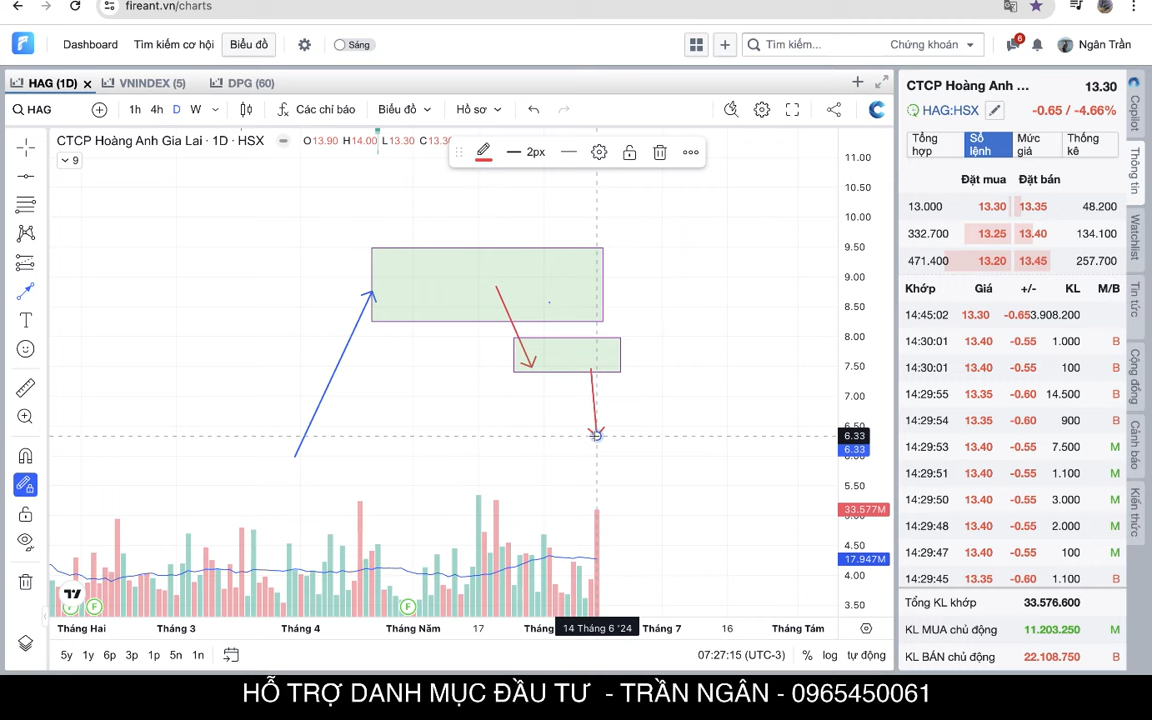 fireant.vn/charts
Dashboard Tìm kiếm cơ hội Biểu đồ Sáng Tìm kiếm... Chứng khoán 6 Ngân Trần
HAG (1D) VNINDEX (5) DPG (60)
HAG 1h 4h D W Các chỉ báo Biểu đồ Hồ sơ
CTCP Hoàng Anh Gia Lai · 1D · HSX O13.90 H14.00 L13.30 C13.30
9
2px
11.00
10.50
10.00
9.50
9.00
8.50
8.00
7.50
7.00
6.50
6.33
6.33
6.00
5.50
33.577M
5.00
4.50
17.947M
4.00
3.50
F F F
Tháng Hai Tháng 3 Tháng 4 Tháng Năm 17 Tháng 14 Tháng 6 '24 Tháng 7 16 Tháng Tám
5y 1y 6p 3p 1p 5n 1n 07:27:15 (UTC-3) % log tự động
CTCP Hoàng Anh ... 13.30
HAG:HSX -0.65 / -4.66%
Tổng hợp Sổ lệnh Mức giá Thống kê
Đặt mua Đặt bán
13.000 13.30 13.35 48.200
332.700 13.25 13.40 134.100
471.400 13.20 13.45 257.700
Khớp Giá +/- KL M/B
14:45:02 13.30 -0.65 3.908.200
14:30:01 13.40 -0.55 1.000 B
14:30:01 13.40 -0.55 100 B
14:29:55 13.35 -0.60 14.500 B
14:29:54 13.35 -0.60 900 B
14:29:53 13.40 -0.55 7.500 M
14:29:51 13.40 -0.55 1.100 M
14:29:50 13.40 -0.55 3.000 M
14:29:48 13.40 -0.55 2.000 M
14:29:47 13.40 -0.55 100 M
14:29:45 13.35 -0.60 1.100 B
Tổng KL khớp 33.576.600
KL MUA chủ động 11.203.250 M
KL BÁN chủ động 22.108.750 B
Copilot
Thông tin
Watchlist
Tin tức
Cộng đồng
Cảnh báo
Kiến thức
HỖ TRỢ DANH MỤC ĐẦU TƯ - TRẦN NGÂN - 0965450061